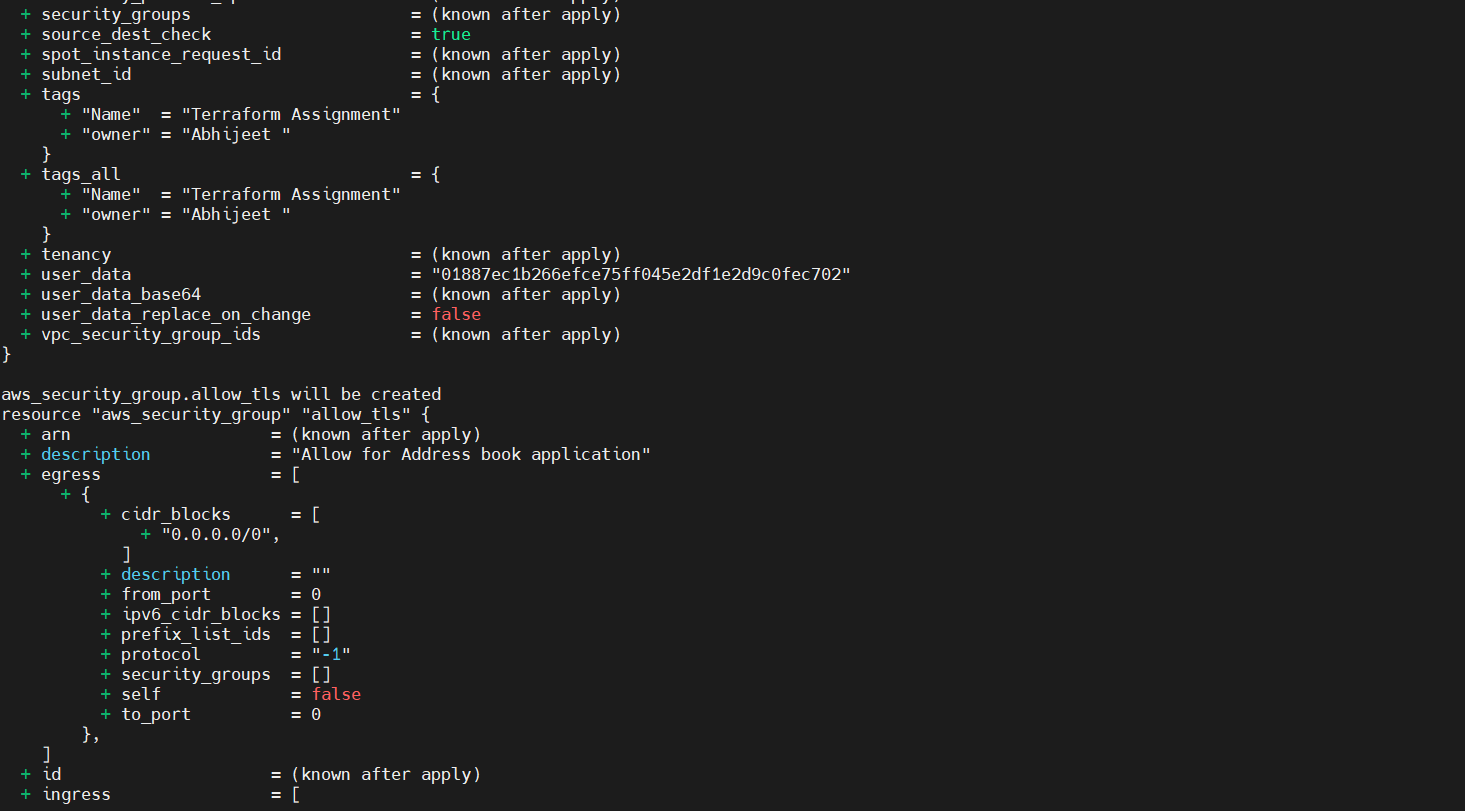 + security_groups = (known after apply)
+ source_dest_check = true
+ spot_instance_request_id = (known after apply)
+ subnet_id = (known after apply)
+ tags = {
+ "Name" = "Terraform Assignment"
+ "owner" = "Abhijeet "
}
+ tags_all = {
+ "Name" = "Terraform Assignment"
+ "owner" = "Abhijeet "
}
+ tenancy = (known after apply)
+ user_data = "01887ec1b266efce75ff045e2df1e2d9c0fec702"
+ user_data_base64 = (known after apply)
+ user_data_replace_on_change = false
+ vpc_security_group_ids = (known after apply)
}
aws_security_group.allow_tls will be created
resource "aws_security_group" "allow_tls" {
+ arn = (known after apply)
+ description = "Allow for Address book application"
+ egress = [
+ {
+ cidr_blocks = [
+ "0.0.0.0/0",
]
+ description = ""
+ from_port = 0
+ ipv6_cidr_blocks = []
+ prefix_list_ids = []
+ protocol = "-1"
+ security_groups = []
+ self = false
+ to_port = 0
},
]
+ id = (known after apply)
+ ingress = [